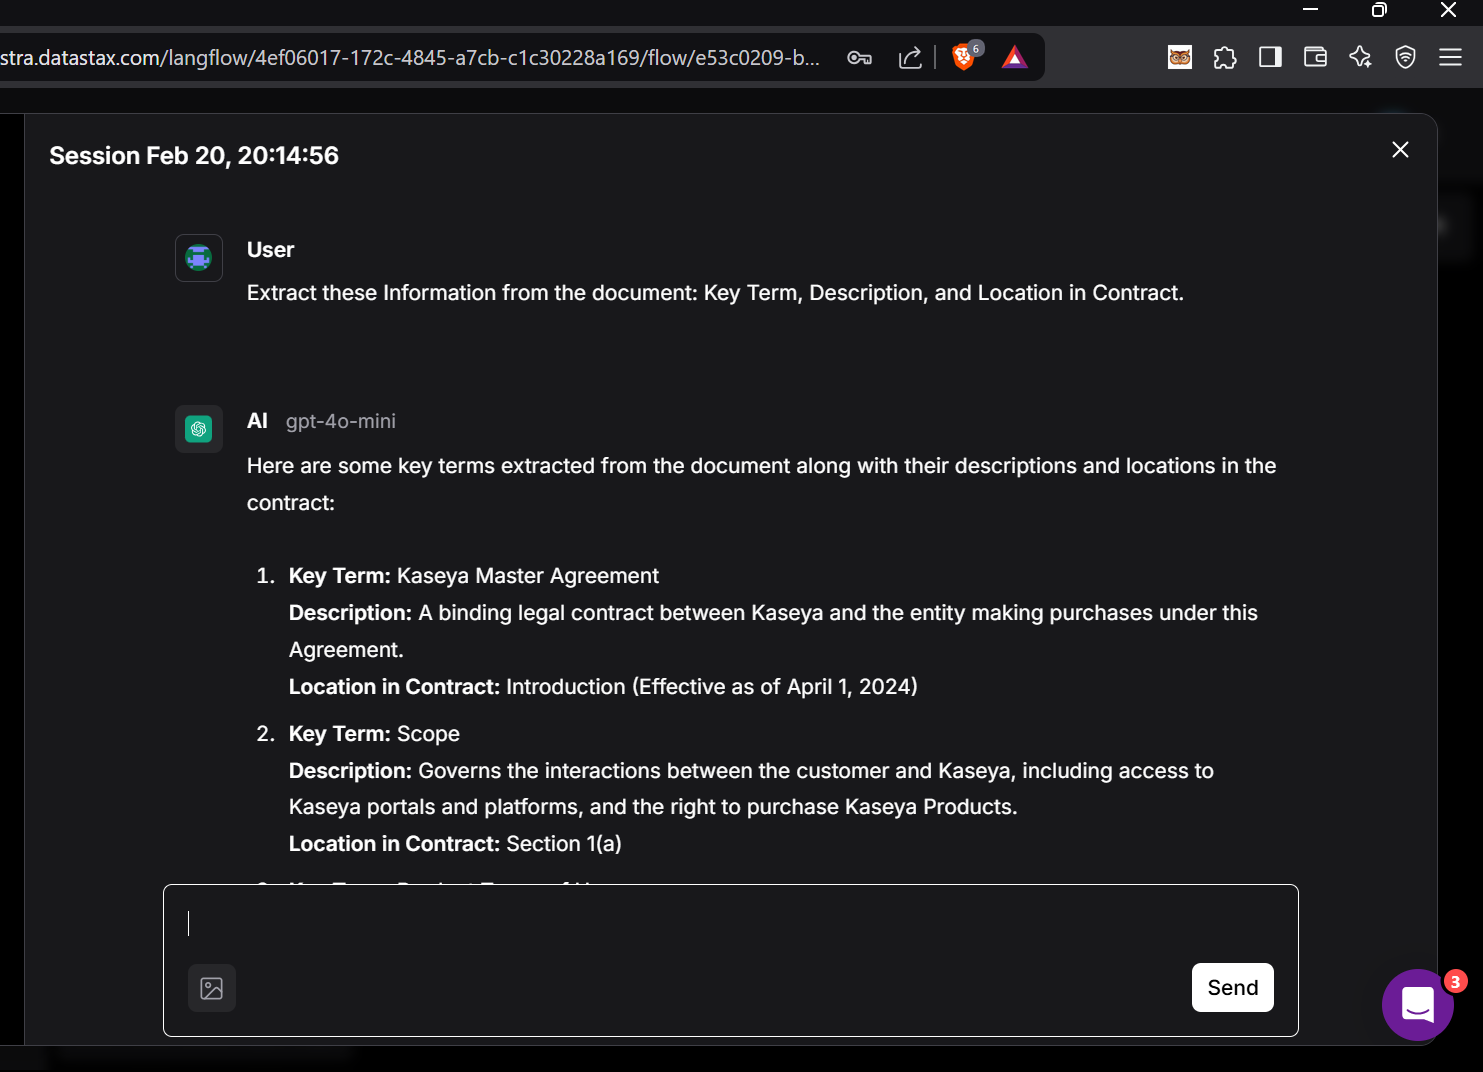 stra.datastax.com/langflow/4ef06017-172c-4845-a7cb-c1c30228a169/flow/e53c0209-b...
6
Session Feb 20, 20:14:56
User
Extract these Information from the document: Key Term, Description, and Location in Contract.
AI gpt-4o-mini
Here are some key terms extracted from the document along with their descriptions and locations in the
contract:
1. Key Term: Kaseya Master Agreement
Description: A binding legal contract between Kaseya and the entity making purchases under this
Agreement.
Location in Contract: Introduction (Effective as of April 1, 2024)
2. Key Term: Scope
Description: Governs the interactions between the customer and Kaseya, including access to
Kaseya portals and platforms, and the right to purchase Kaseya Products.
Location in Contract: Section 1(a)
Send
3